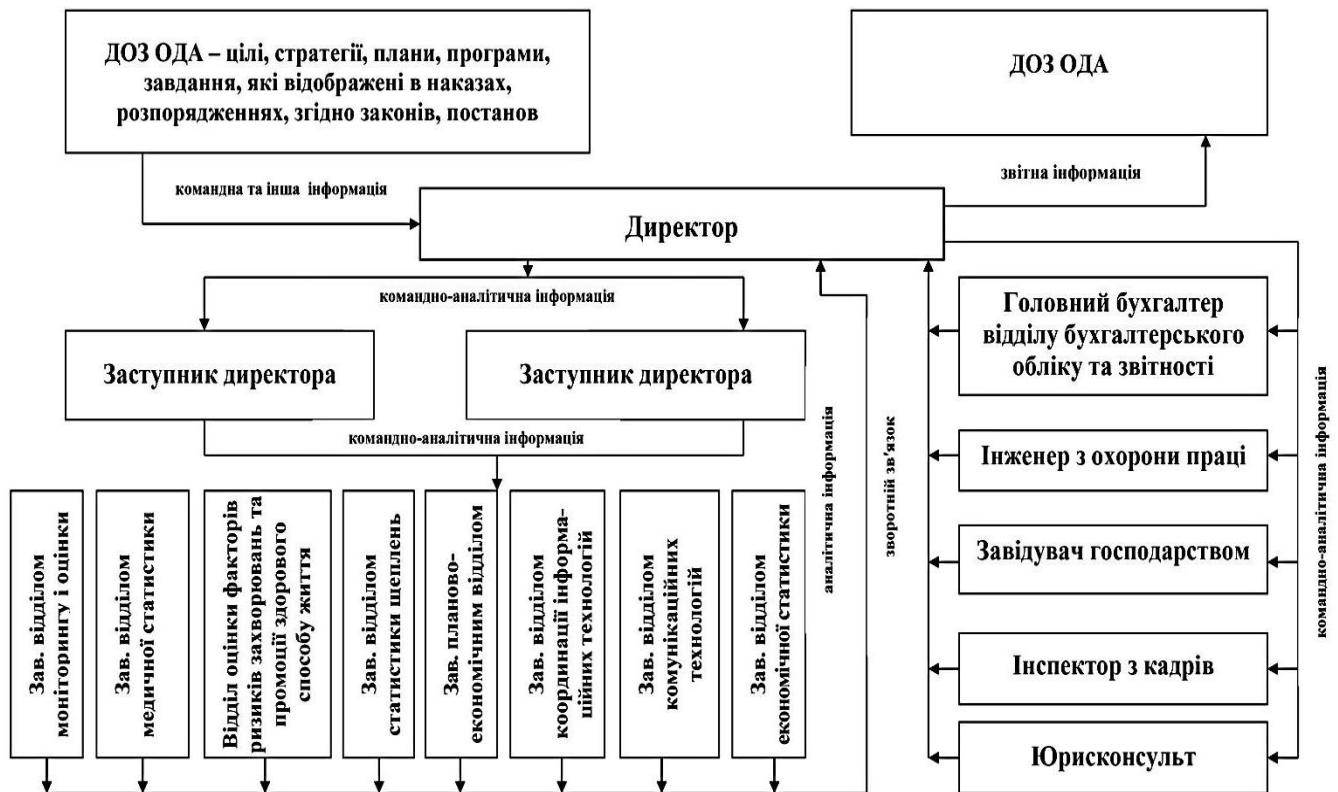 ДОЗ ОДА – цілі, стратегії, плани, програми,
завдання, які відображені в наказах,
розпорядженнях, згідно законів, постанов
ДОЗ ОДА
командна та інша інформація
звітна інформація
Директор
командно-аналітична інформація
Заступник директора
Заступник директора
командно-аналітична інформація
Зав. відділом
моніторингу і оцінки
Зав. відділом
медичної статистики
Відділ оцінки факторів
ризиків захворювань та
промоції здорового
способу життя
Зав. відділом
статистики щеплень
Зав. планово-
економічним відділом
Зав. відділом
координації інформа-
ційних технологій
Зав. відділом
комунікаційних
технологій
Зав. відділом
економічної статистики
аналітична інформація
зворотній зв'язок
Головний бухгалтер
відділу бухгалтерського
обліку та звітності
Інженер з охорони праці
Завідувач господарством
Інспектор з кадрів
Юрисконсульт
командно-аналітична інформація